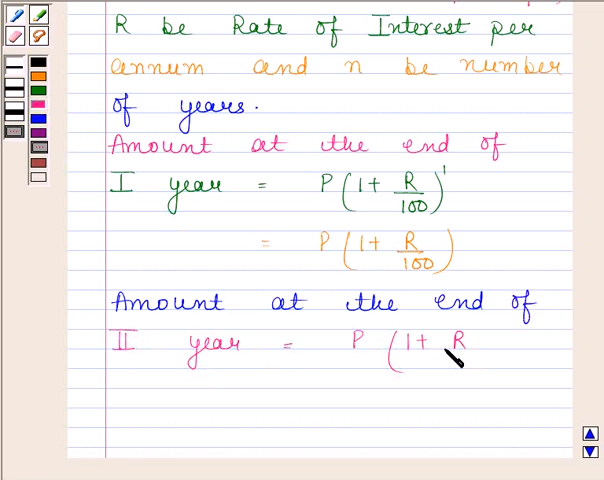 R be Rate of Interest per
annum and n be number
of years.
Amount at the end of
I year = P(1+ R/100)^1
= P(1+ R/100)
Amount at the end of
II year = P (1+ R